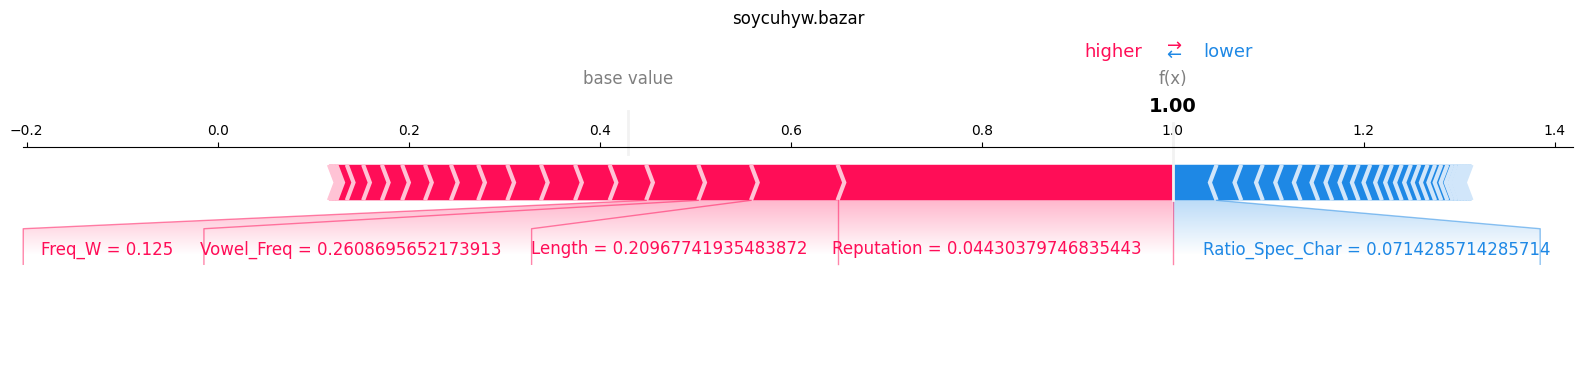 soycuhyw.bazar
higher ⇄ lower
base value f(x)
1.00
−0.2 0.0 0.2 0.4 0.6 0.8 1.0 1.2 1.4
Freq_W = 0.125 Vowel_Freq = 0.2608695652173913 Length = 0.20967741935483872 Reputation = 0.04430379746835443 Ratio_Spec_Char = 0.0714285714285714